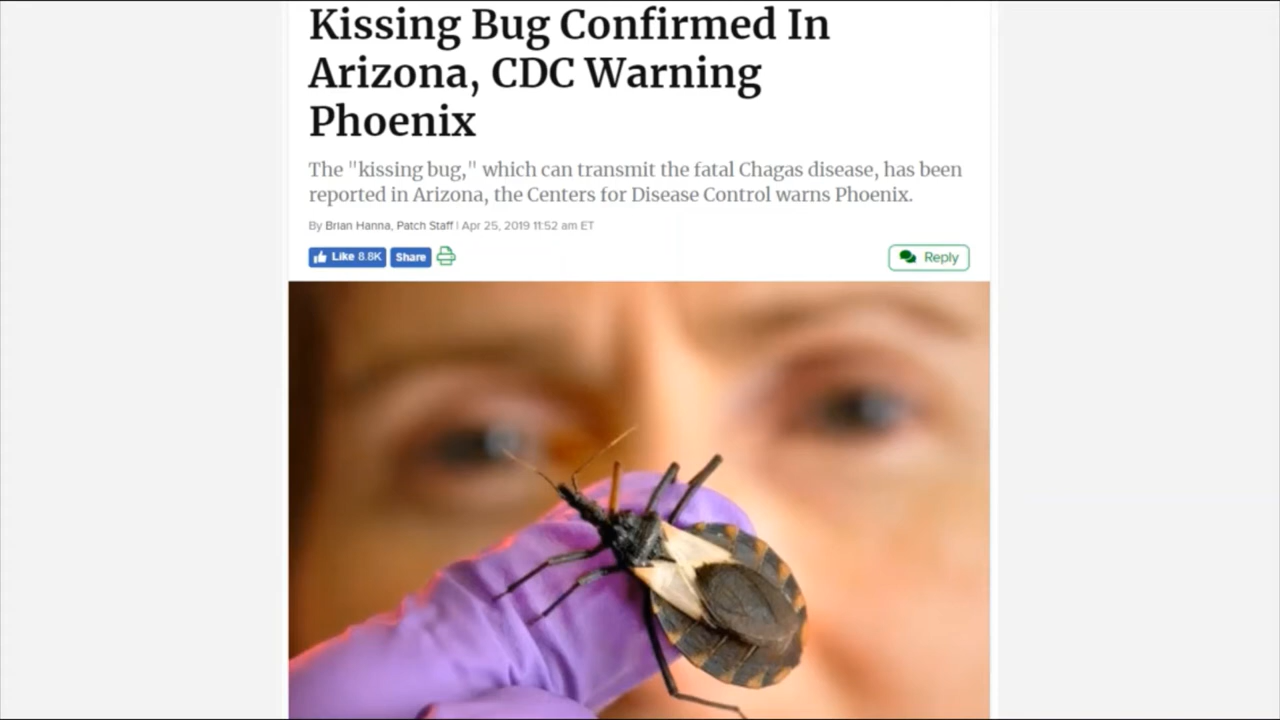 Kissing Bug Confirmed In
Arizona, CDC Warning
Phoenix
The "kissing bug," which can transmit the fatal Chagas disease, has been
reported in Arizona, the Centers for Disease Control warns Phoenix.
By Brian Hanna, Patch Staff | Apr 25, 2019 11:52 am ET
Like 8.8K Share Reply